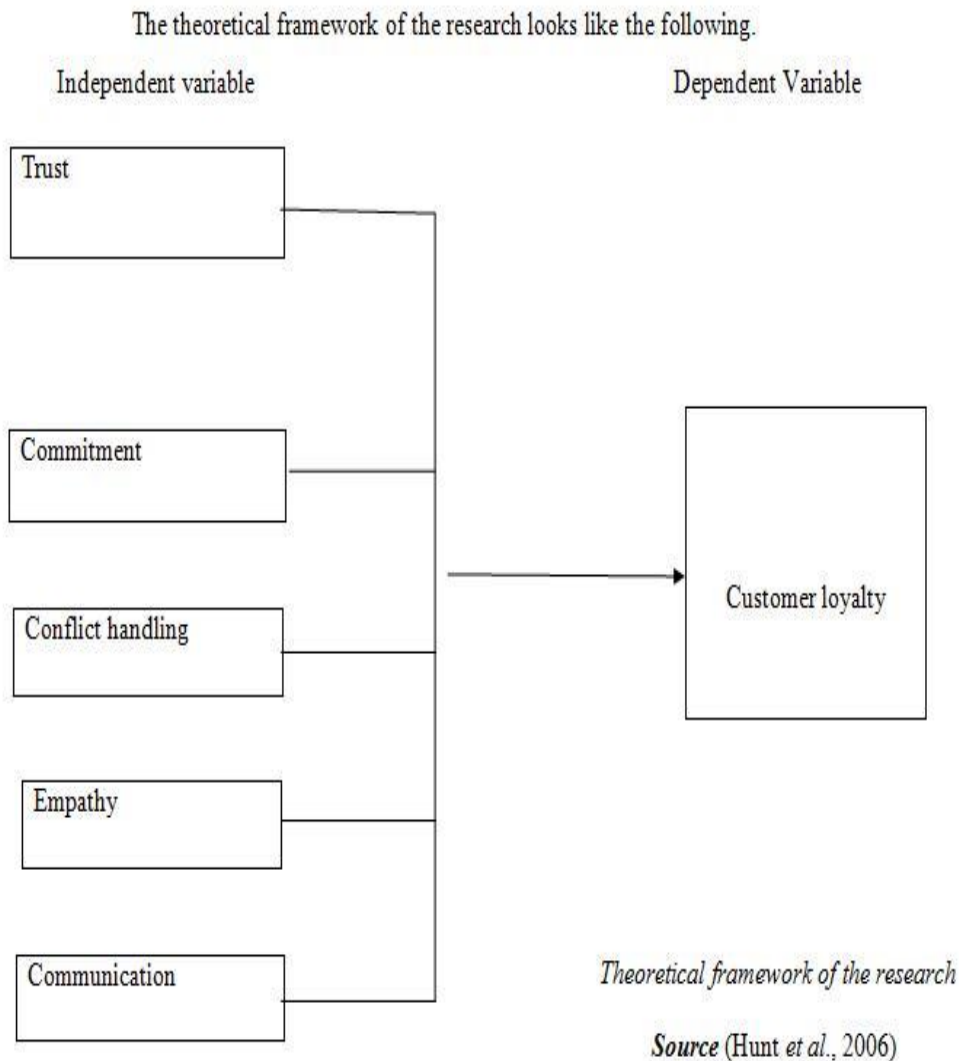 The theoretical framework of the research looks like the following.
Independent variable
Dependent Variable
Trust
Commitment
Conflict handling
Customer loyalty
Empathy
Communication
Theoretical framework of the research
Source (Hunt et al., 2006)